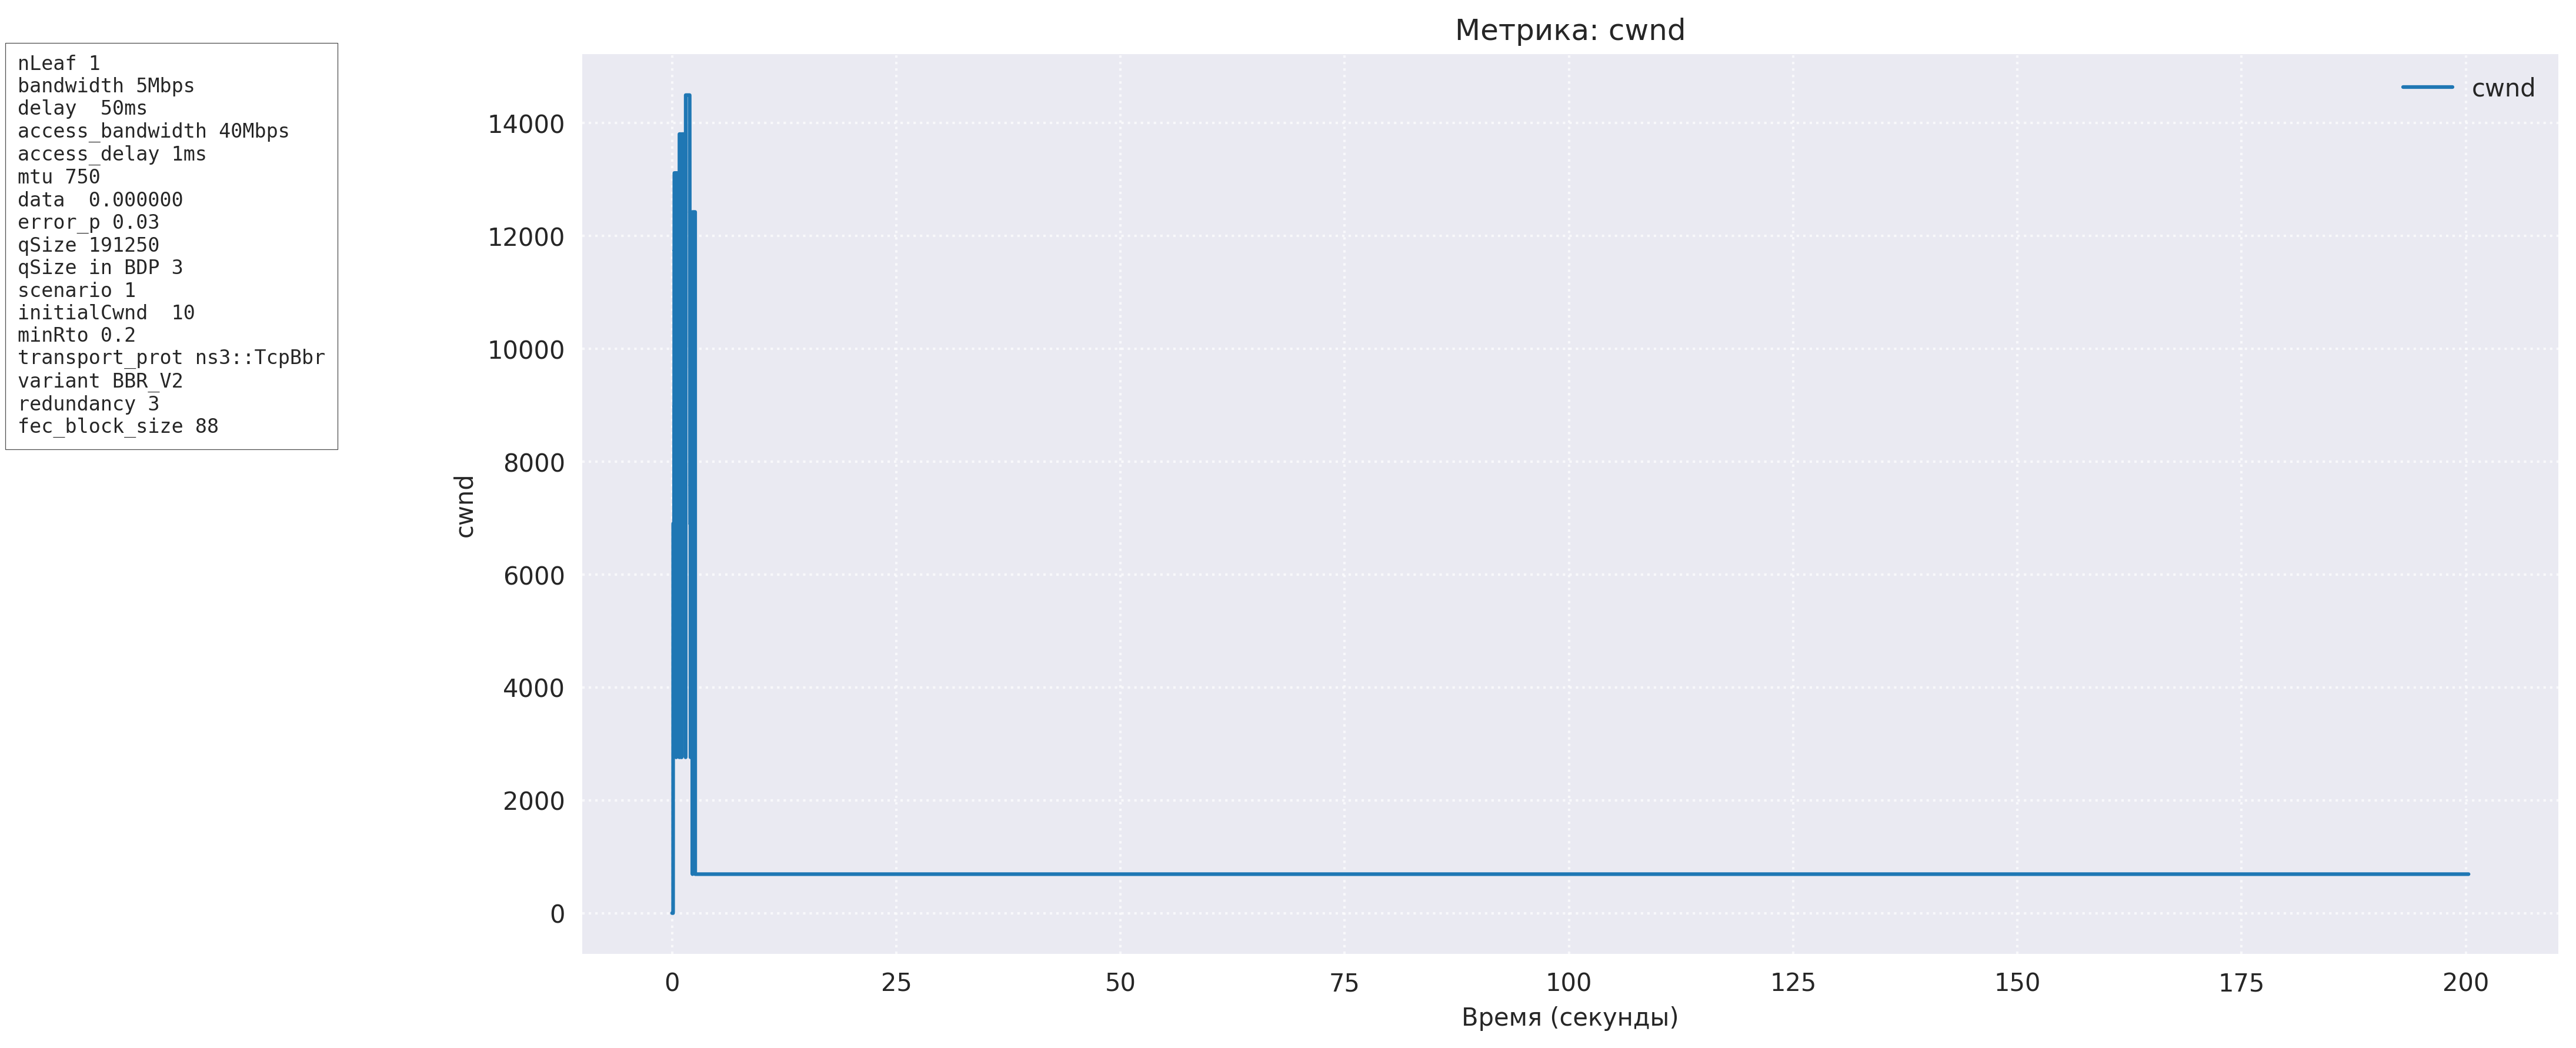 Метрика: cwnd
nLeaf 1
bandwidth 5Mbps
delay  50ms
access_bandwidth 40Mbps
access_delay 1ms
mtu 750
data  0.000000
error_p 0.03
qSize 191250
qSize in BDP 3
scenario 1
initialCwnd  10
minRto 0.2
transport_prot ns3::TcpBbr
variant BBR_V2
redundancy 3
fec_block_size 88
cwnd
14000
12000
10000
8000
6000
4000
2000
0
cwnd
0 25 50 75 100 125 150 175 200
Время (секунды)